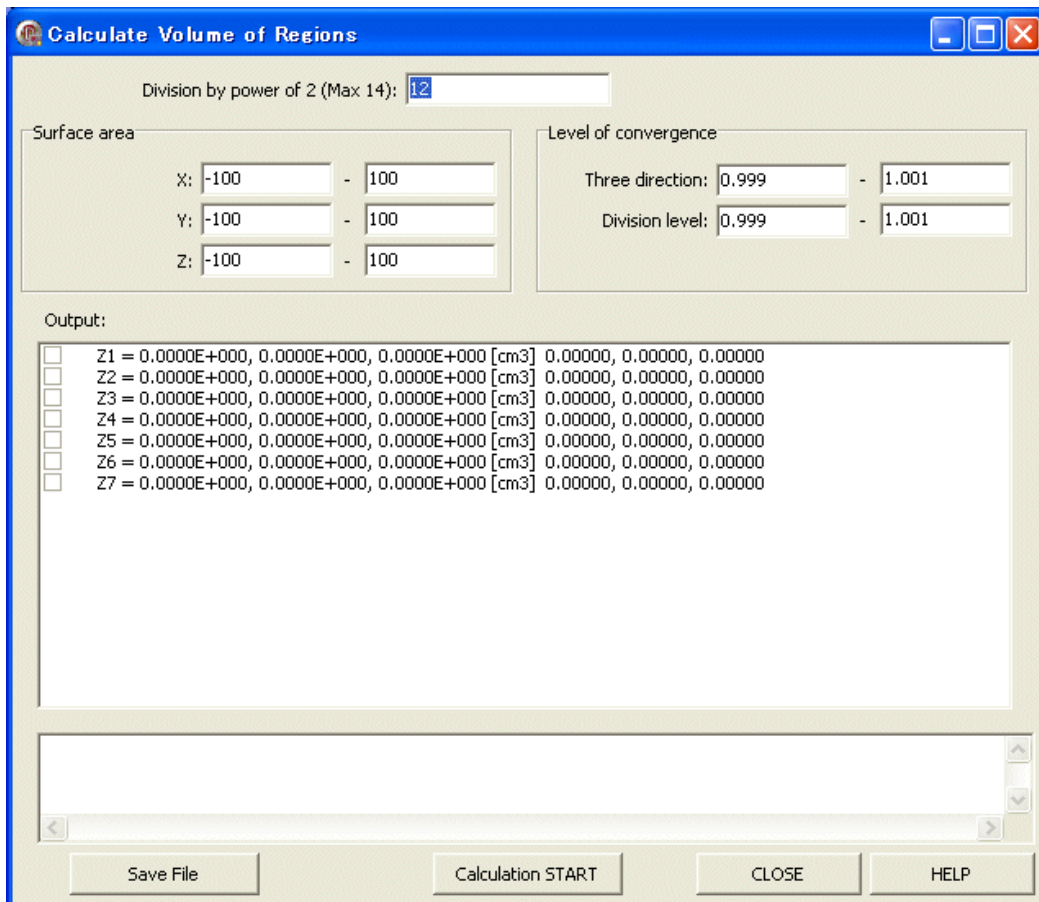 Calculate Volume of Regions
Division by power of 2 (Max 14): 12
Surface area
X: -100 - 100
Y: -100 - 100
Z: -100 - 100
Level of convergence
Three direction: 0.999 - 1.001
Division level: 0.999 - 1.001
Output:
Z1 = 0.0000E+000, 0.0000E+000, 0.0000E+000 [cm3] 0.00000, 0.00000, 0.00000
Z2 = 0.0000E+000, 0.0000E+000, 0.0000E+000 [cm3] 0.00000, 0.00000, 0.00000
Z3 = 0.0000E+000, 0.0000E+000, 0.0000E+000 [cm3] 0.00000, 0.00000, 0.00000
Z4 = 0.0000E+000, 0.0000E+000, 0.0000E+000 [cm3] 0.00000, 0.00000, 0.00000
Z5 = 0.0000E+000, 0.0000E+000, 0.0000E+000 [cm3] 0.00000, 0.00000, 0.00000
Z6 = 0.0000E+000, 0.0000E+000, 0.0000E+000 [cm3] 0.00000, 0.00000, 0.00000
Z7 = 0.0000E+000, 0.0000E+000, 0.0000E+000 [cm3] 0.00000, 0.00000, 0.00000
Save File
Calculation START
CLOSE
HELP